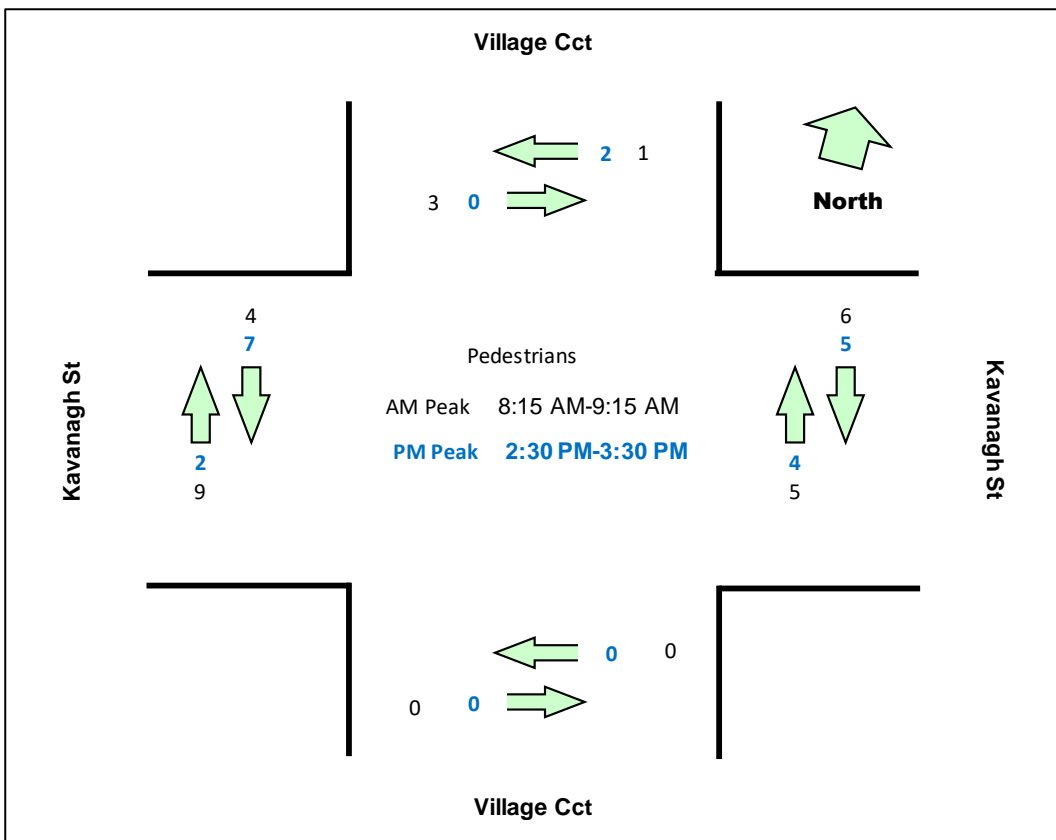 Village Cct
2 1
3 0
North
4
7
6
5
Pedestrians
AM Peak 8:15 AM-9:15 AM
PM Peak 2:30 PM-3:30 PM
Kavanagh St
Kavanagh St
2
9
4
5
0 0
0 0
Village Cct